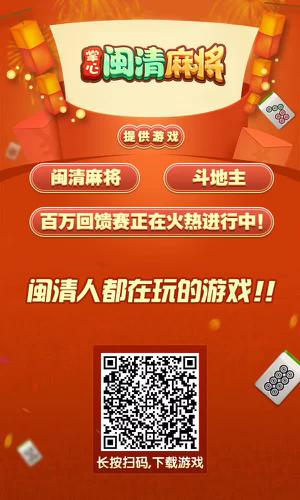 掌心闽清麻将
提供游戏
闽清麻将 斗地主
百万回馈赛正在火热进行中!
闽清人都在玩的游戏!!
长按扫码,下载游戏